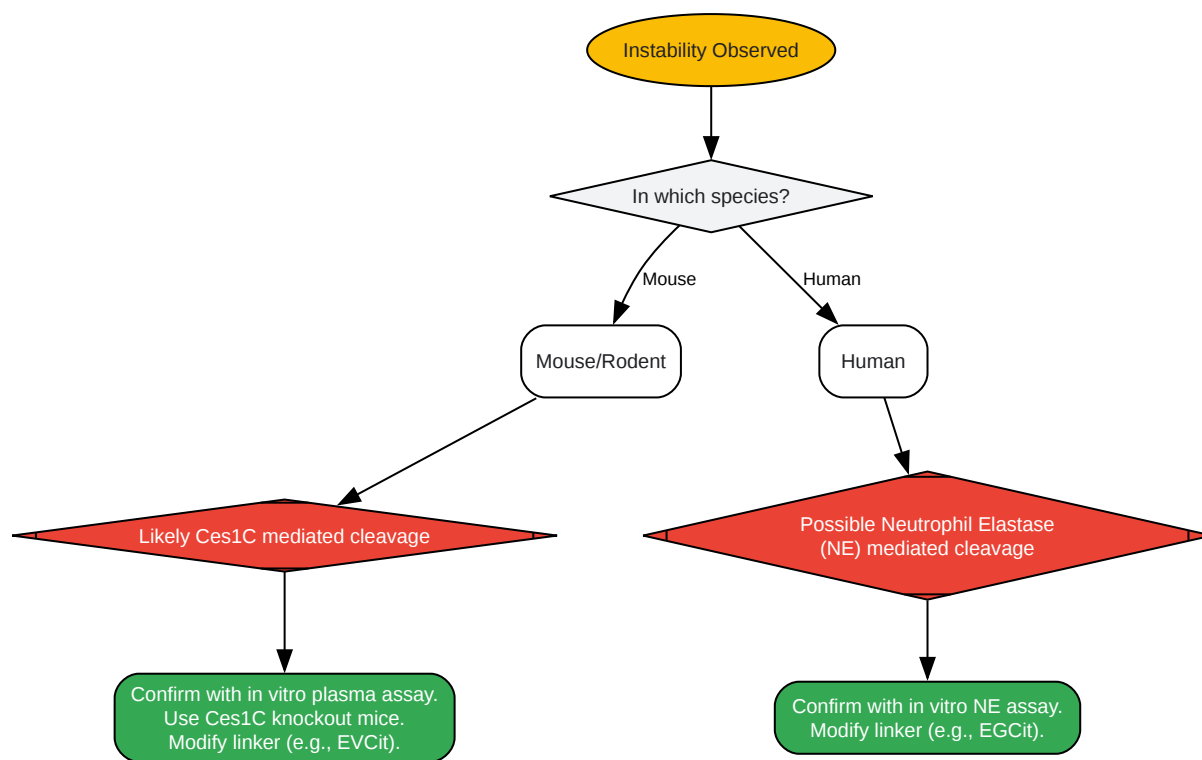 Instability Observed
In which species?
Mouse
Human
Mouse/Rodent
Human
Likely Ces1C mediated cleavage
Possible Neutrophil Elastase
(NE) mediated cleavage
Confirm with in vitro plasma assay.
Use Ces1C knockout mice.
Modify linker (e.g., EVCit).
Confirm with in vitro NE assay.
Modify linker (e.g., EGCit).